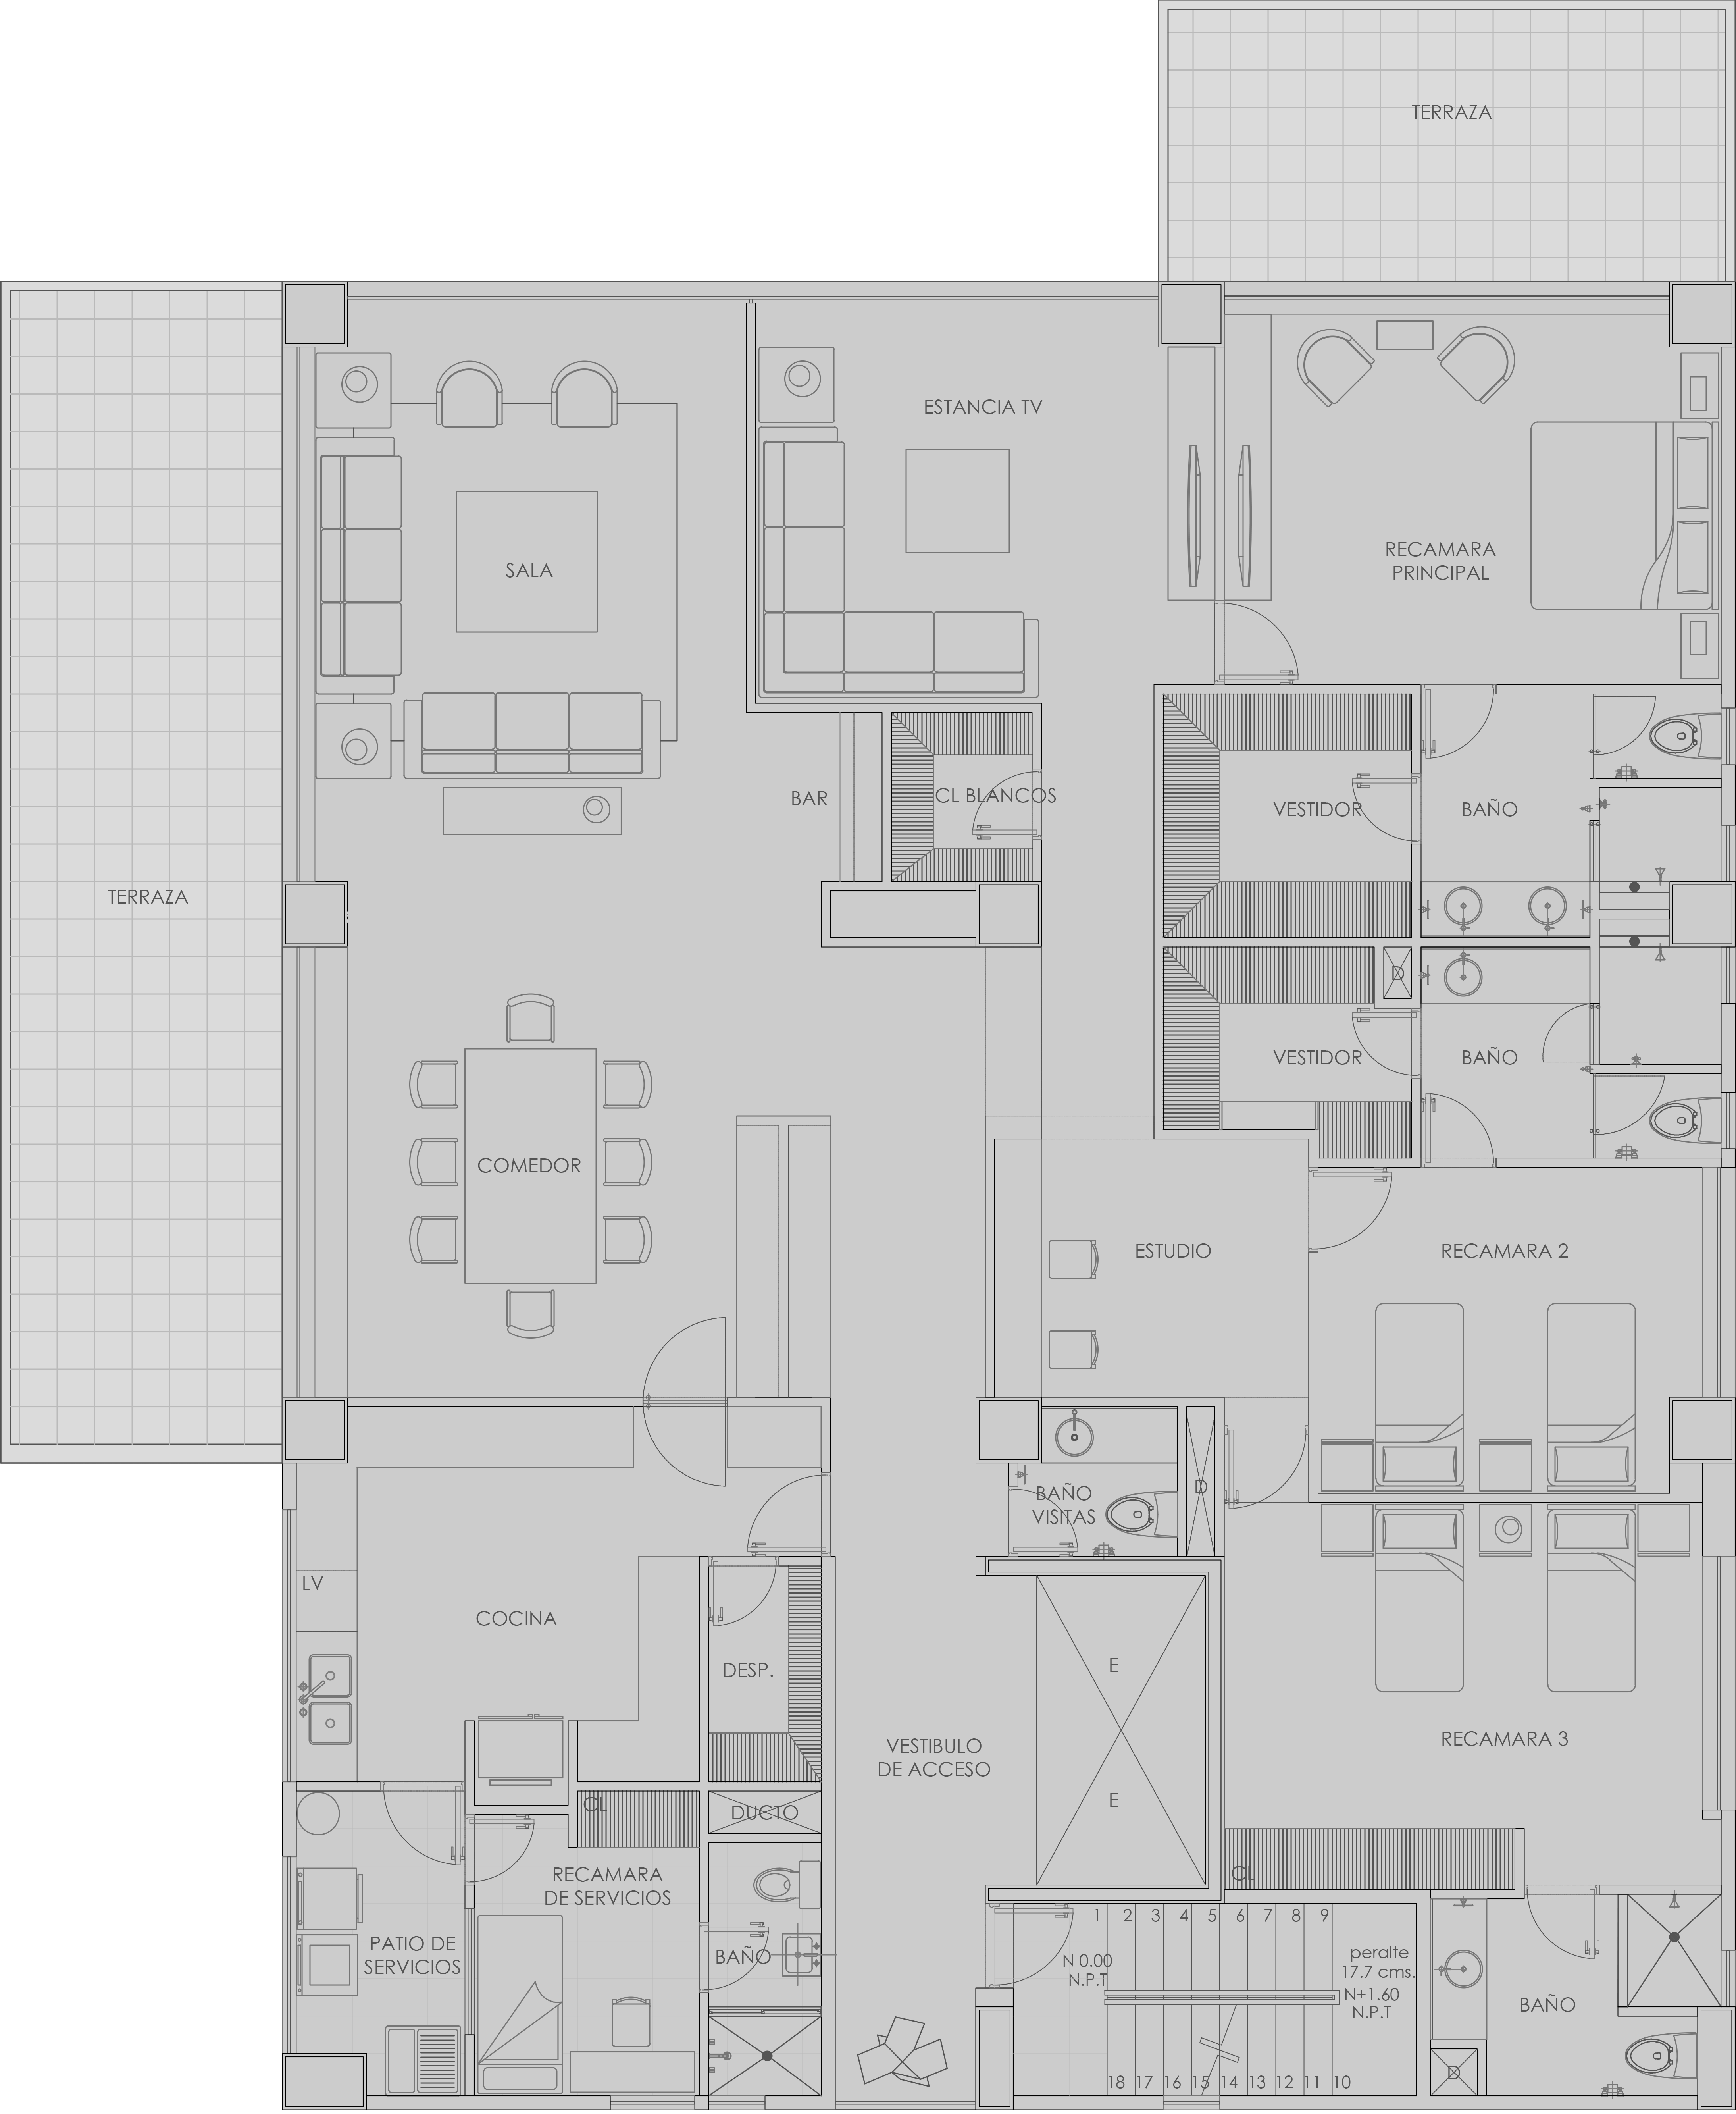 TERRAZA
ESTANCIA TV
SALA
RECAMARA
PRINCIPAL
BAR
CL BLANCOS
VESTIDOR
BAÑO
TERRAZA
D
VESTIDOR
BAÑO
COMEDOR
ESTUDIO
RECAMARA 2
BAÑO
VISITAS
D
LV
COCINA
DESP.
E
VESTIBULO
DE ACCESO
RECAMARA 3
E
CL
DUCTO
RECAMARA
DE SERVICIOS
CL
PATIO DE
SERVICIOS
BAÑO
1 2 3 4 5 6 7 8 9
N 0.00
N.P.T
peralte
17.7 cms.
N+1.60
N.P.T
BAÑO
D
18 17 16 15 14 13 12 11 10